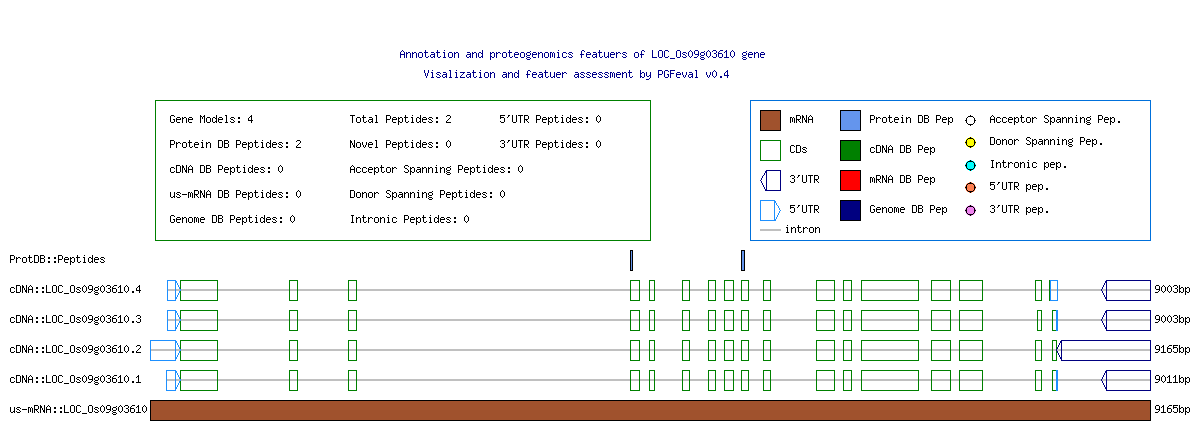 Annotation and proteogenomics featuers of LOC_Os09g03610 gene
Visalization and featuer assessment by PGFeval v0.4
Gene Models: 4 Total Peptides: 2 5'UTR Peptides: 0
Protein DB Peptides: 2 Novel Peptides: 0 3'UTR Peptides: 0
cDNA DB Peptides: 0 Acceptor Spanning Peptides: 0
us-mRNA DB Peptides: 0 Donor Spanning Peptides: 0
Genome DB Peptides: 0 Intronic Peptides: 0
mRNA Protein DB Pep Acceptor Spanning Pep.
CDs cDNA DB Pep Donor Spanning Pep.
3'UTR mRNA DB Pep Intronic pep.
5'UTR Genome DB Pep 5'UTR pep.
intron 3'UTR pep.
ProtDB::Peptides
cDNA::LOC_Os09g03610.4 9003bp
cDNA::LOC_Os09g03610.3 9003bp
cDNA::LOC_Os09g03610.2 9165bp
cDNA::LOC_Os09g03610.1 9011bp
us-mRNA::LOC_Os09g03610 9165bp